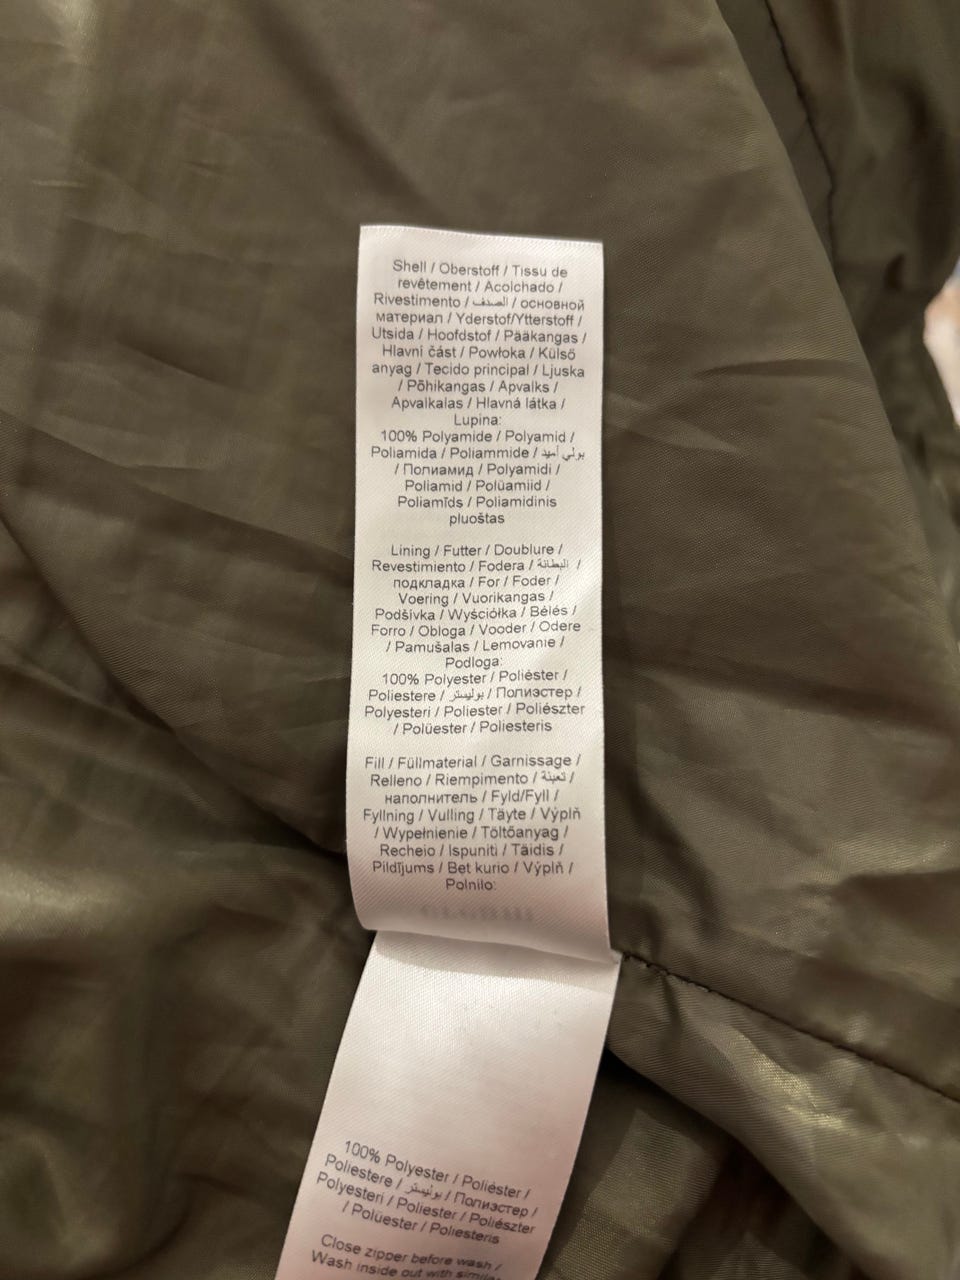 Shell / Oberstoff / Tissu de
revêtement / Acolchado /
Rivestimento / الصدف / основной
материал / Yderstof/Ytterstoff /
Utsida / Hoofdstof / Pääkangas /
Hlavní část / Powłoka / Külső
anyag / Tecido principal / Ljuska
/ Põhikangas / Apvalks /
Apvalkalas / Hlavná látka /
Lupina:
100% Polyamide / Polyamid /
Poliamida / Poliammide / بولي أميد
/ Полиамид / Polyamidi /
Poliamid / Polüamiid /
Poliamīds / Poliamidinis
pluoštas
Lining / Futter / Doublure /
Revestimiento / Fodera / البطانة /
подкладка / For / Foder /
Voering / Vuorikangas /
Podšívka / Wyściółka / Bélés /
Forro / Obloga / Vooder / Odere
/ Pamušalas / Lemovanie /
Podloga:
100% Polyester / Poliéster /
Poliestere / بوليستر / Полиэстер /
Polyesteri / Poliester / Poliészter
/ Polüester / Poliesteris
Fill / Füllmaterial / Garnissage /
Relleno / Riempimento / تعبئة /
наполнитель / Fyld/Fyll /
Fyllning / Vulling / Täyte / Výplň
/ Wypełnienie / Töltőanyag /
Recheio / Ispuniti / Täidis /
Pildījums / Bet kurio / Výplň /
Polnilo:
100% Polyester / Poliéster /
Poliestere / بوليستر / Полиэстер /
Polyesteri / Poliester / Poliészter
/ Polüester / Poliesteris
Close zipper before wash /
Wash inside out with